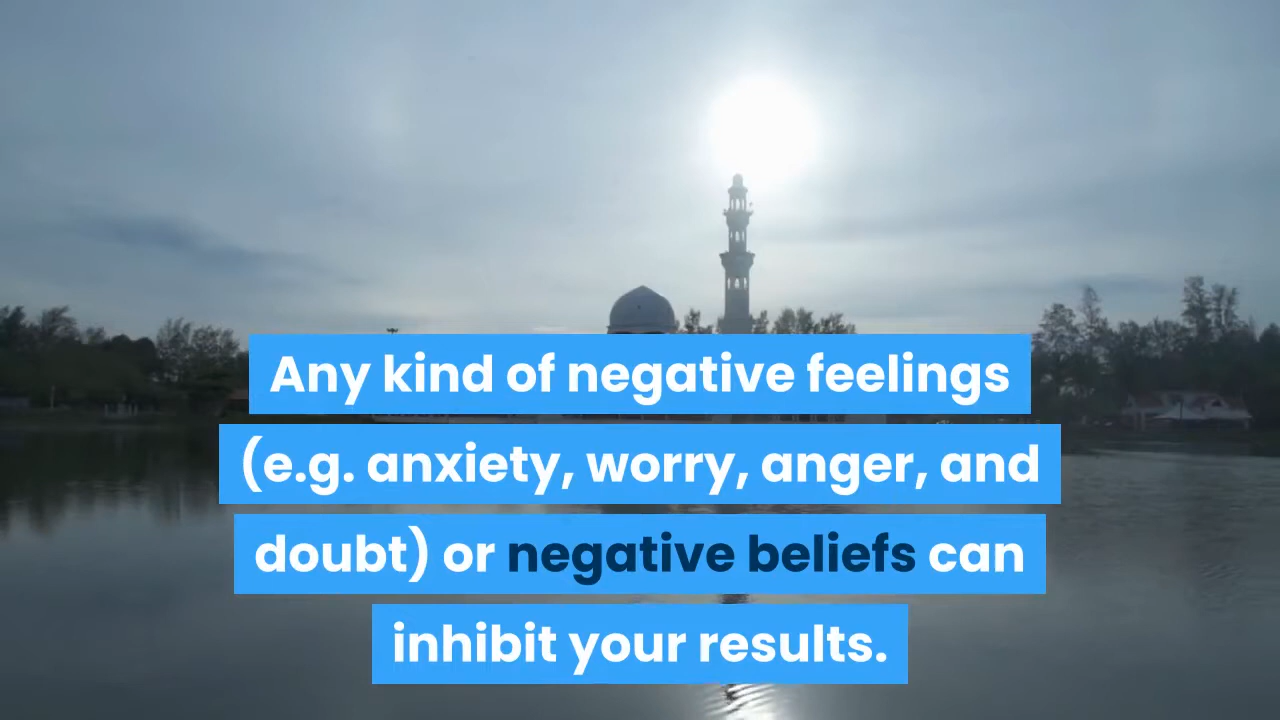 Any kind of negative feelings
(e.g. anxiety, worry, anger, and
doubt) or negative beliefs can
inhibit your results.